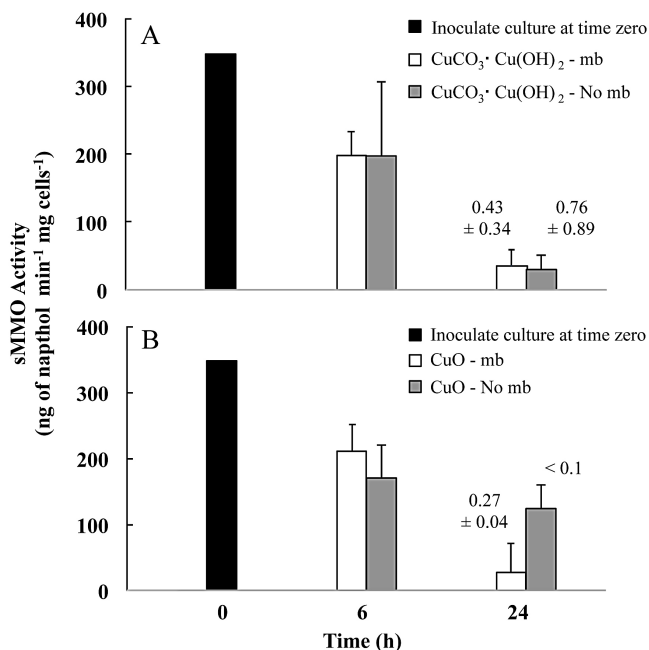 A
400
300
200
100
0
Inoculate culture at time zero
CuCO₃· Cu(OH)₂ - mb
CuCO₃· Cu(OH)₂ - No mb
0.43
± 0.34
0.76
± 0.89
sMMO Activity
(ng of napthol min⁻¹ mg cells⁻¹)
B
400
300
200
100
0
Inoculate culture at time zero
CuO - mb
CuO - No mb
0.27
± 0.04
< 0.1
0
6
24
Time (h)